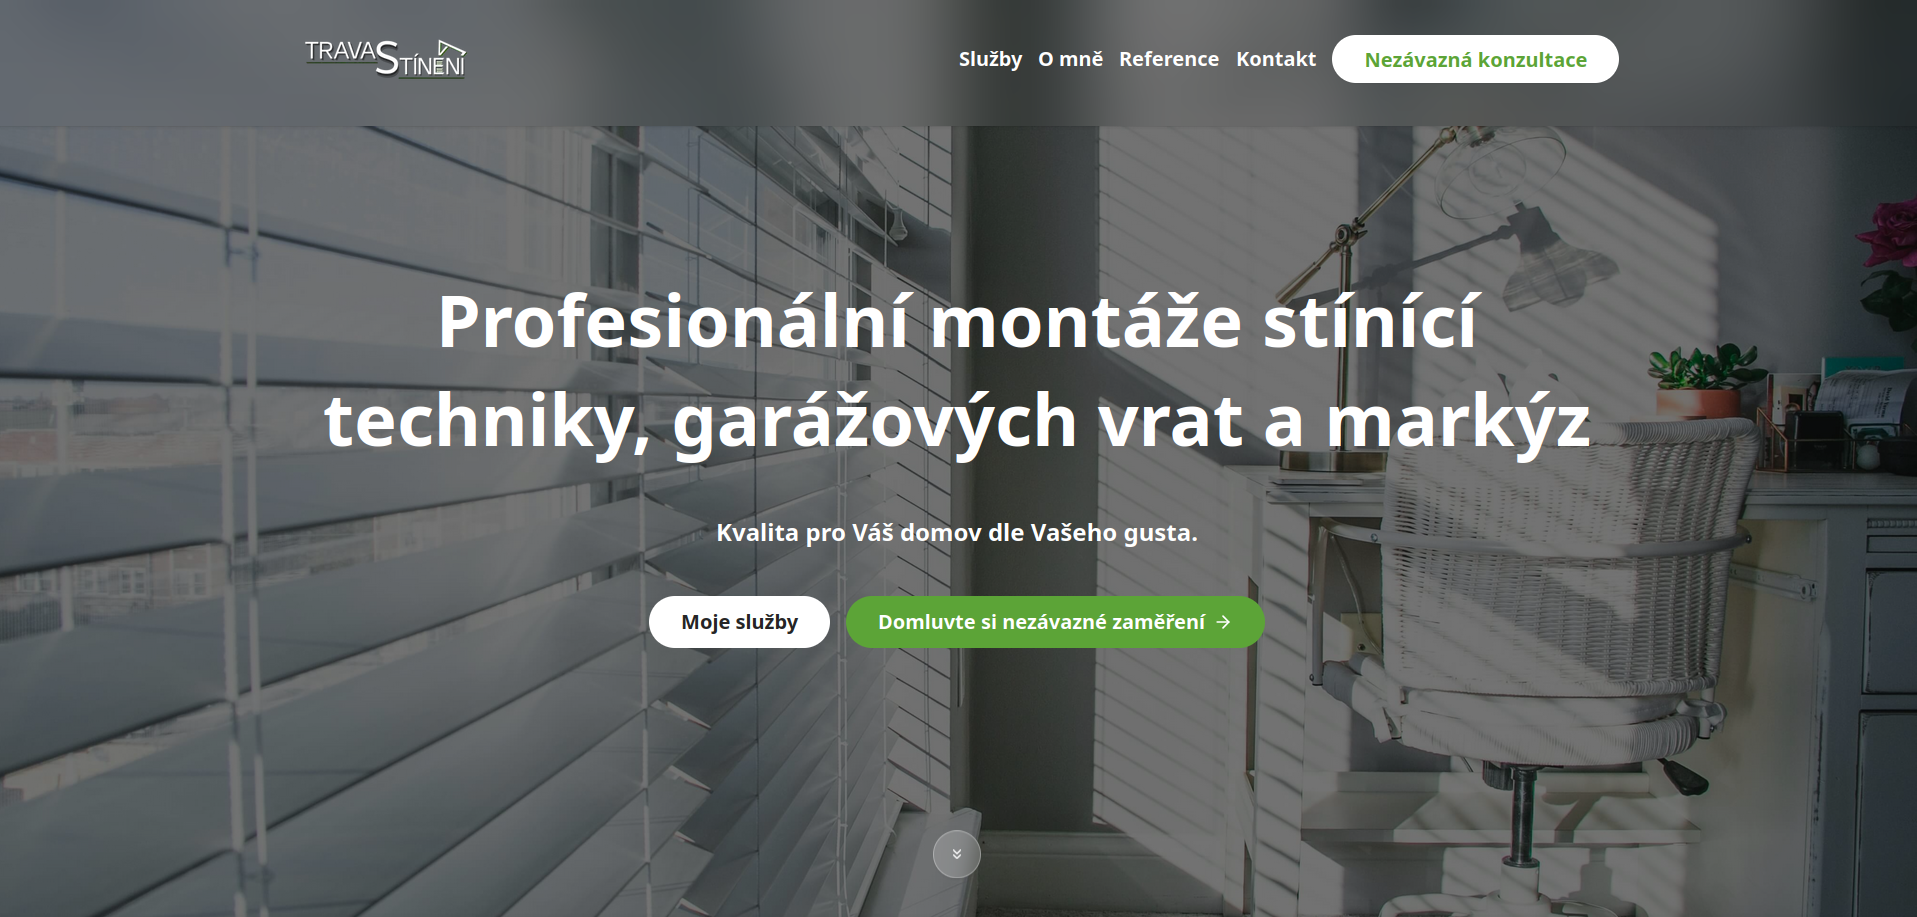 TRAVAS STÍNĚNÍ
Služby
O mně
Reference
Kontakt
Nezávazná konzultace
Profesionální montáže stínící
techniky, garážových vrat a markýz
Kvalita pro Váš domov dle Vašeho gusta.
Moje služby
Domluvte si nezávazné zaměření